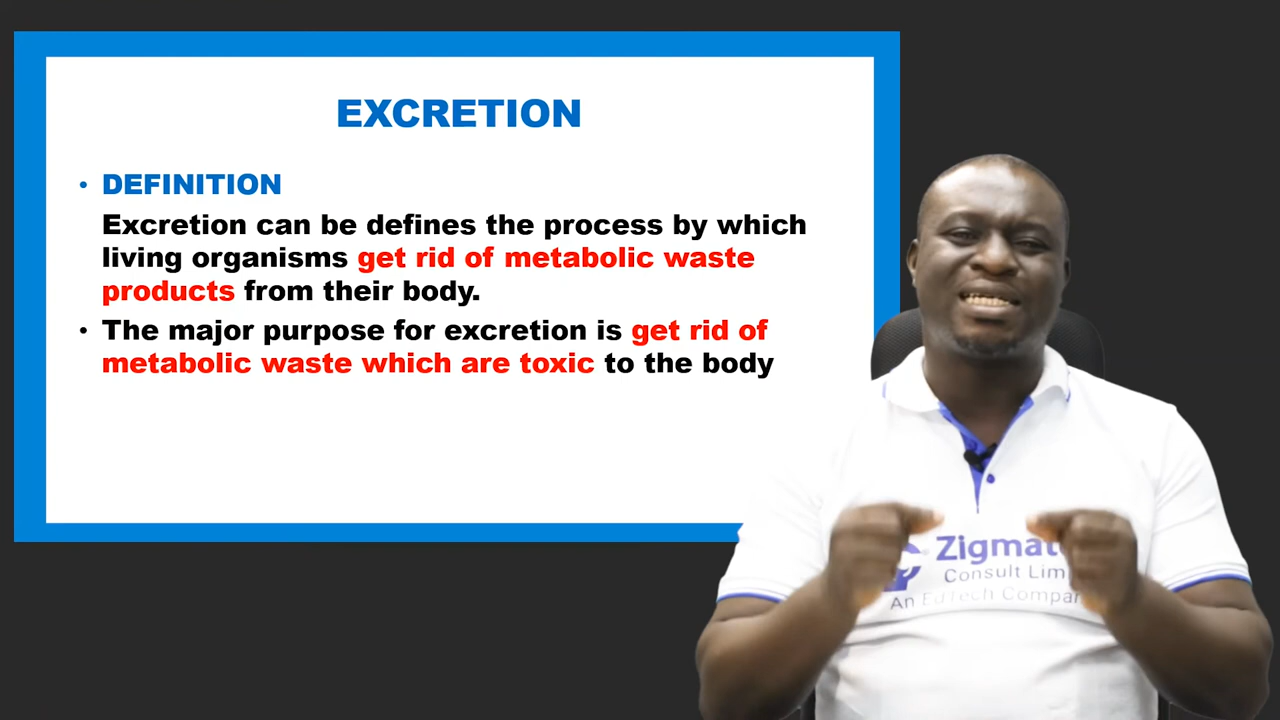 EXCRETION
• DEFINITION
Excretion can be defines the process by which
living organisms get rid of metabolic waste
products from their body.
• The major purpose for excretion is get rid of
metabolic waste which are toxic to the body
Consult
An EdTech